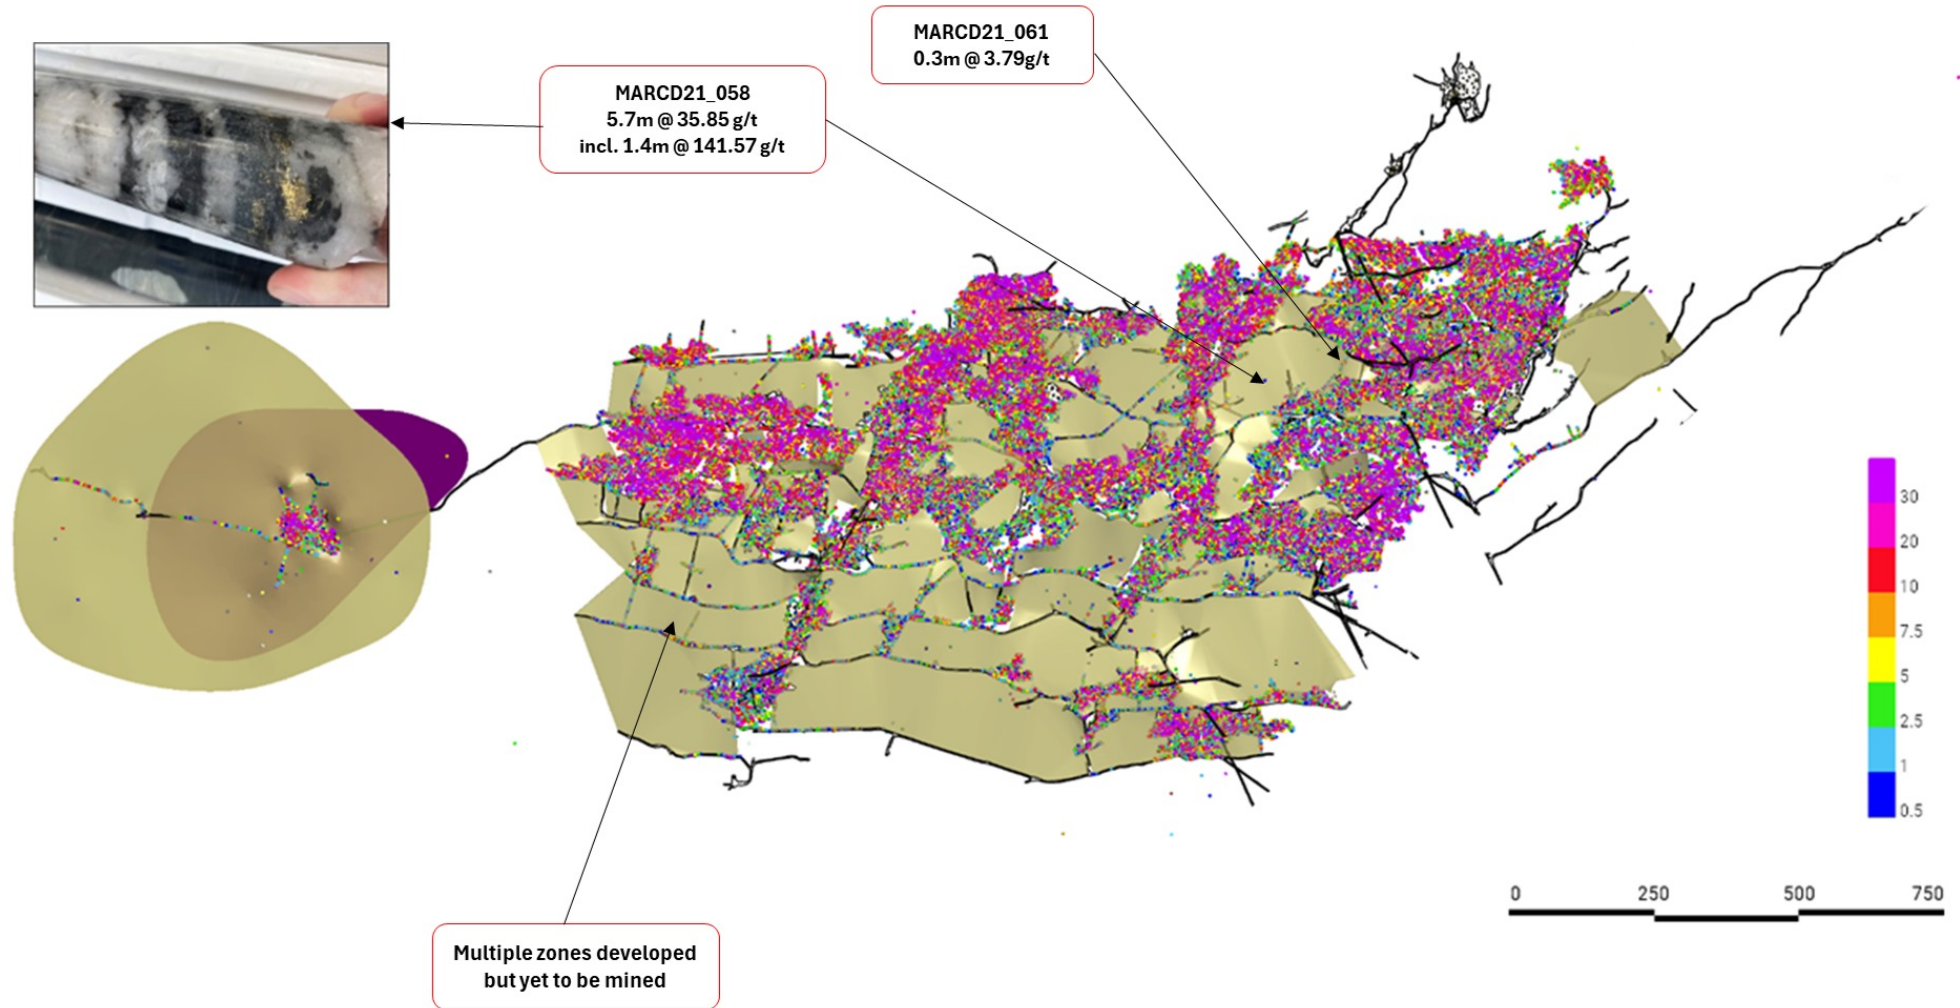 MARCD21_061
0.3m @ 3.79g/t
MARCD21_058
5.7m @ 35.85 g/t
incl. 1.4m @ 141.57 g/t
30
20
10
7.5
5
2.5
1
0.5
0 250 500 750
Multiple zones developed
but yet to be mined